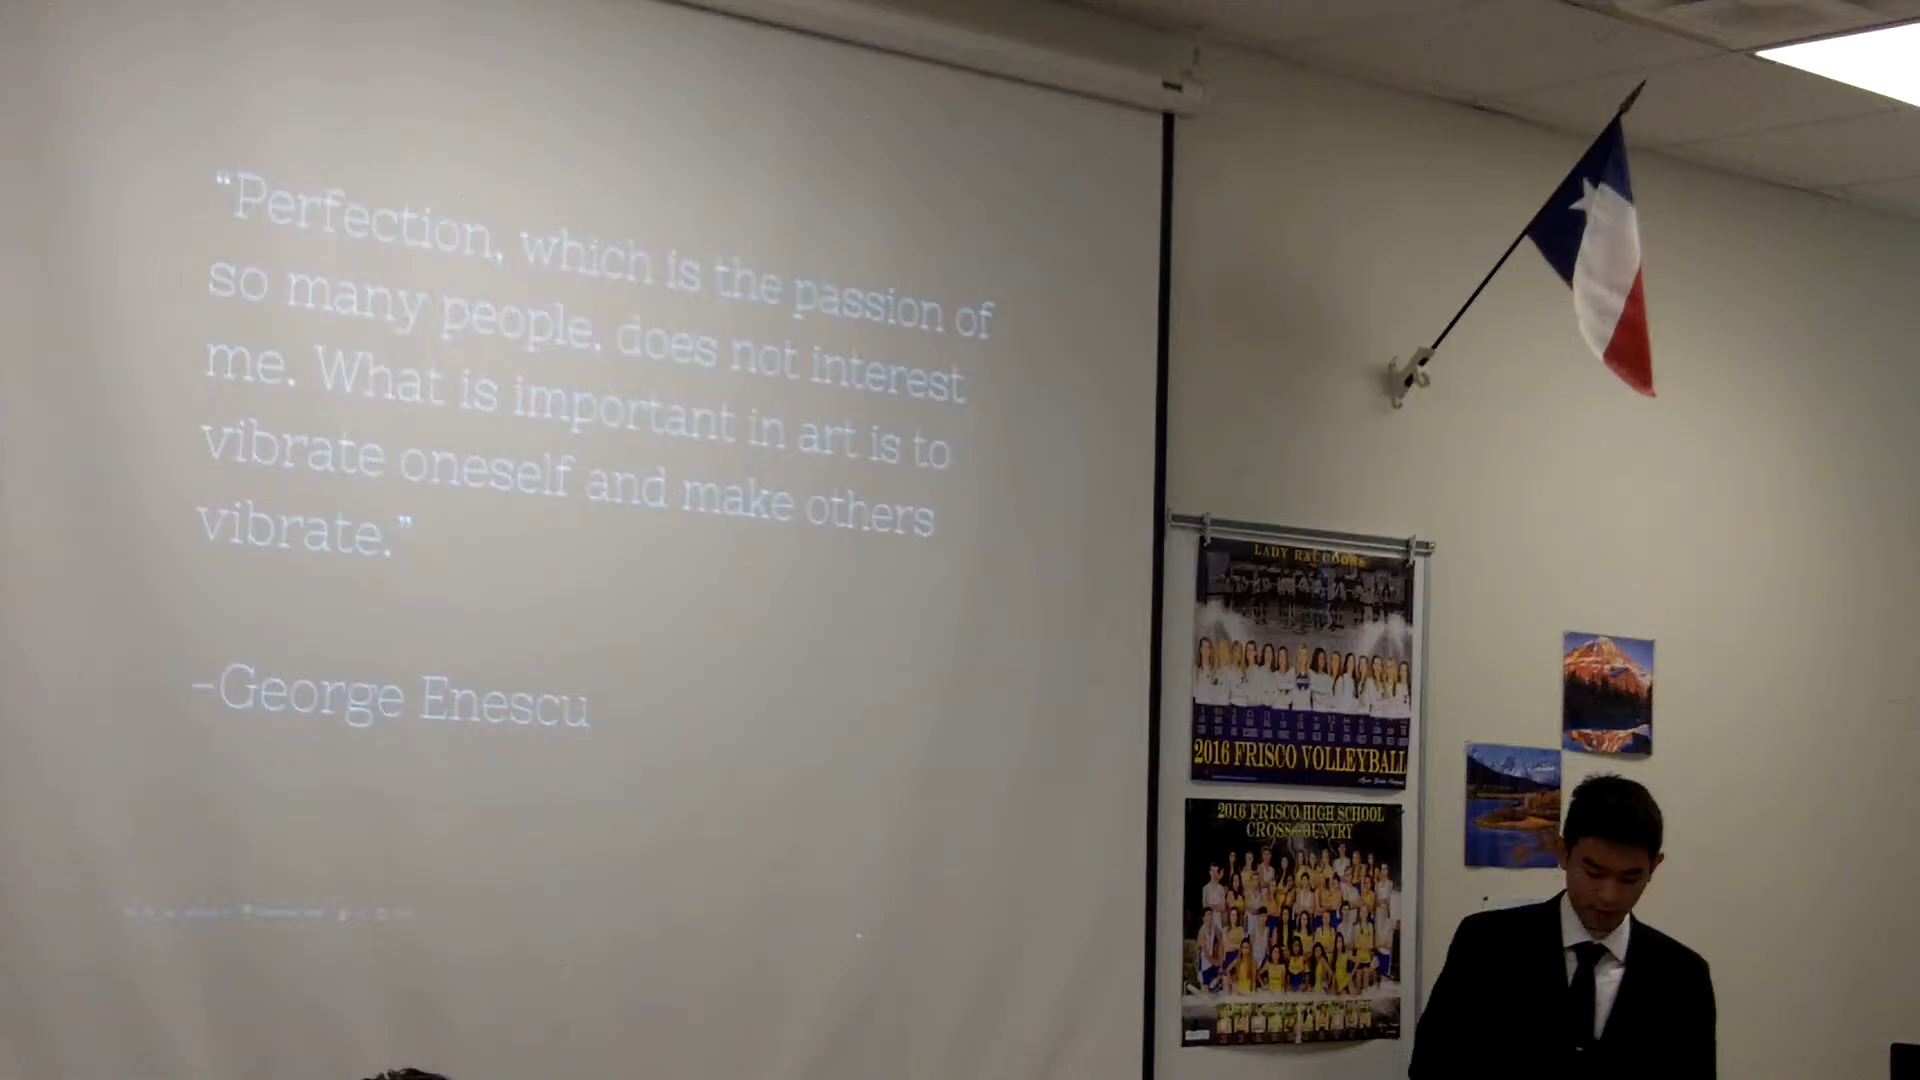 “Perfection, which is the passion of
so many people, does not interest
me. What is important in art is to
vibrate oneself and make others
vibrate.”
–George Enescu
LADY RACCOONS
2016 FRISCO VOLLEYBALL
2016 FRISCO HIGH SCHOOL
CROSS COUNTRY